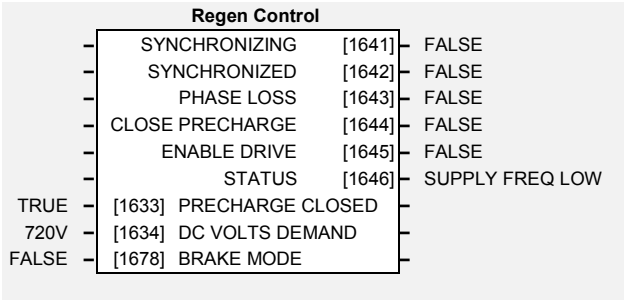 Regen Control
SYNCHRONIZING [1641] FALSE
SYNCHRONIZED [1642] FALSE
PHASE LOSS [1643] FALSE
CLOSE PRECHARGE [1644] FALSE
ENABLE DRIVE [1645] FALSE
STATUS [1646] SUPPLY FREQ LOW
TRUE [1633] PRECHARGE CLOSED
720V [1634] DC VOLTS DEMAND
FALSE [1678] BRAKE MODE